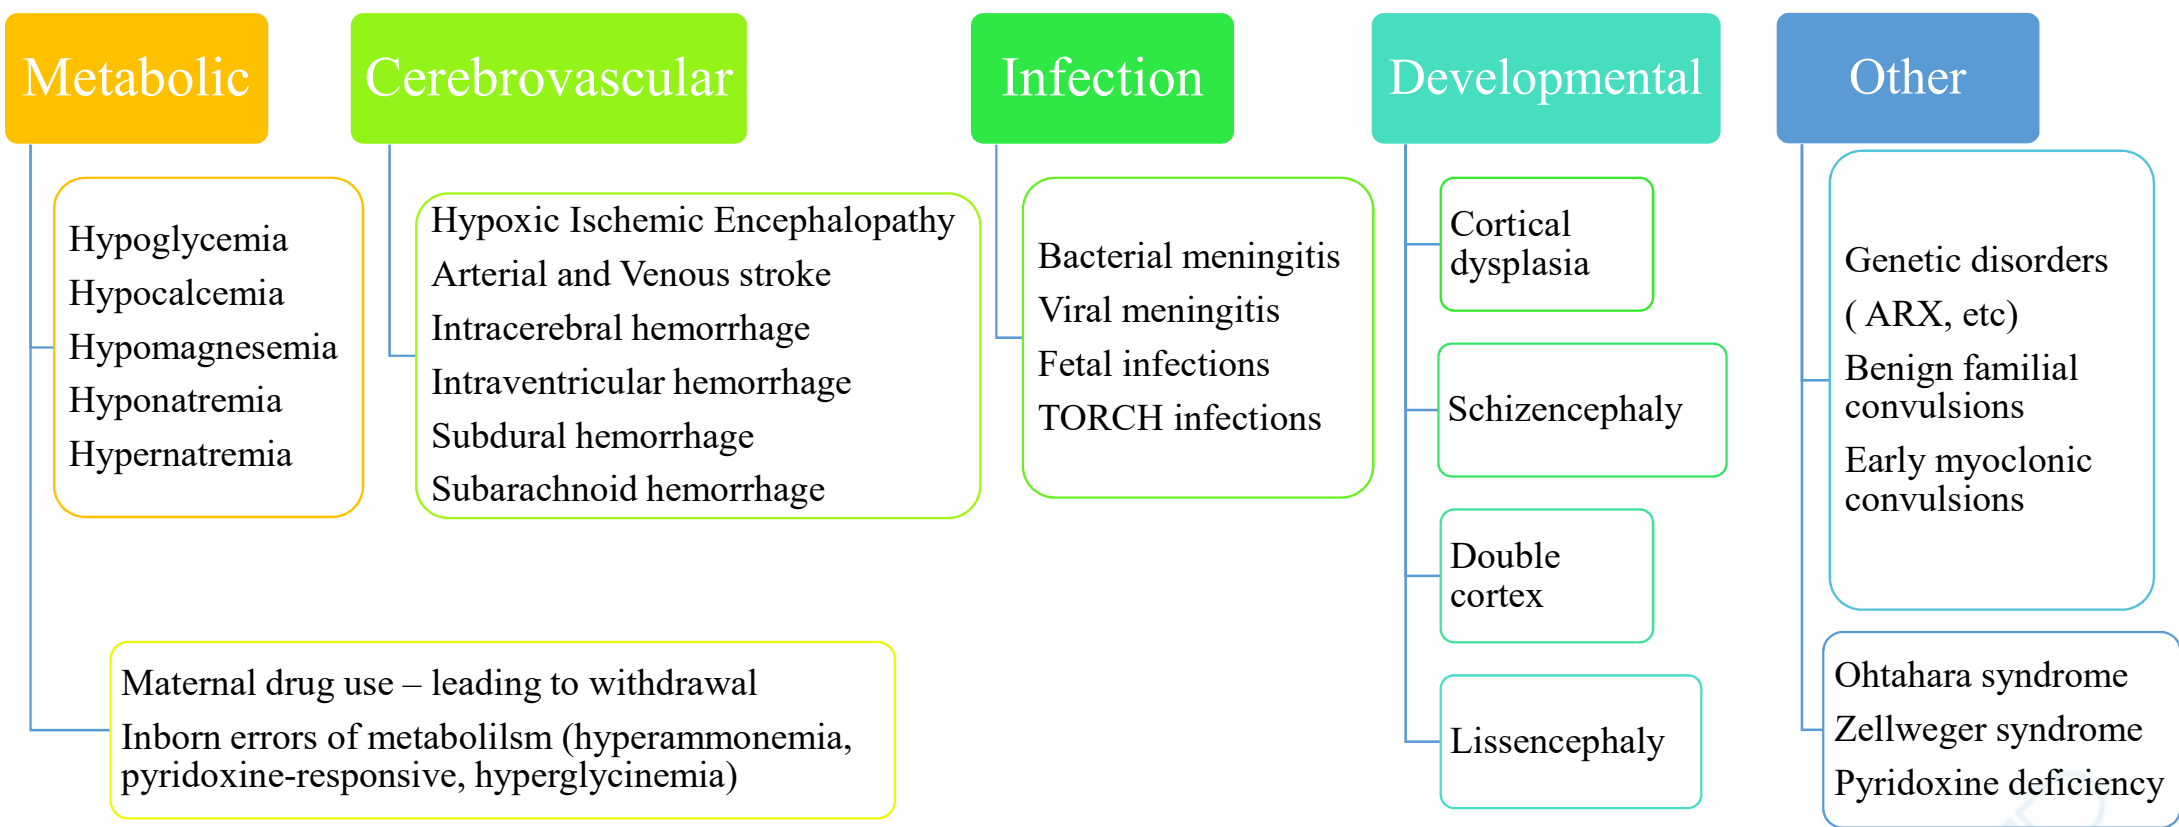 Metabolic
Hypoglycemia
Hypocalcemia
Hypomagnesemia
Hyponatremia
Hypernatremia
Maternal drug use – leading to withdrawal
Inborn errors of metabolilsm (hyperammonemia,
pyridoxine-responsive, hyperglycinemia)
Cerebrovascular
Hypoxic Ischemic Encephalopathy
Arterial and Venous stroke
Intracerebral hemorrhage
Intraventricular hemorrhage
Subdural hemorrhage
Subarachnoid hemorrhage
Infection
Bacterial meningitis
Viral meningitis
Fetal infections
TORCH infections
Developmental
Cortical
dysplasia
Schizencephaly
Double
cortex
Lissencephaly
Other
Genetic disorders
( ARX, etc)
Benign familial
convulsions
Early myoclonic
convulsions
Ohtahara syndrome
Zellweger syndrome
Pyridoxine deficiency